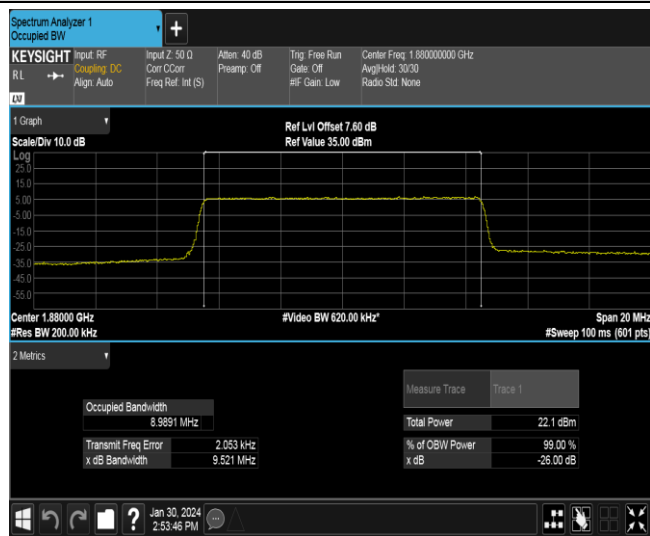 Spectrum Analyzer 1
Occupied BW
+
KEYSIGHT Input: RF Input Z: 50 Ω Atten: 40 dB Trig: Free Run Center Freq: 1.880000000 GHz
RL Coupling: DC Corr CCorr Preamp: Off Gate: Off Avg|Hold: 30/30
Align: Auto Freq Ref: Int (S) #IF Gain: Low Radio Std: None
LXI
1 Graph
Ref Lvl Offset 7.60 dB
Scale/Div 10.0 dB Ref Value 35.00 dBm
Log
25.0
15.0
5.00
-5.00
-15.0
-25.0
-35.0
-45.0
-55.0
Center 1.88000 GHz #Video BW 620.00 kHz* Span 20 MHz
#Res BW 200.00 kHz #Sweep 100 ms (601 pts)
2 Metrics
Measure Trace Trace 1
Occupied Bandwidth
8.9891 MHz
Total Power 22.1 dBm
Transmit Freq Error 2.053 kHz % of OBW Power 99.00 %
x dB Bandwidth 9.521 MHz x dB -26.00 dB
? Jan 30, 2024
2:53:46 PM